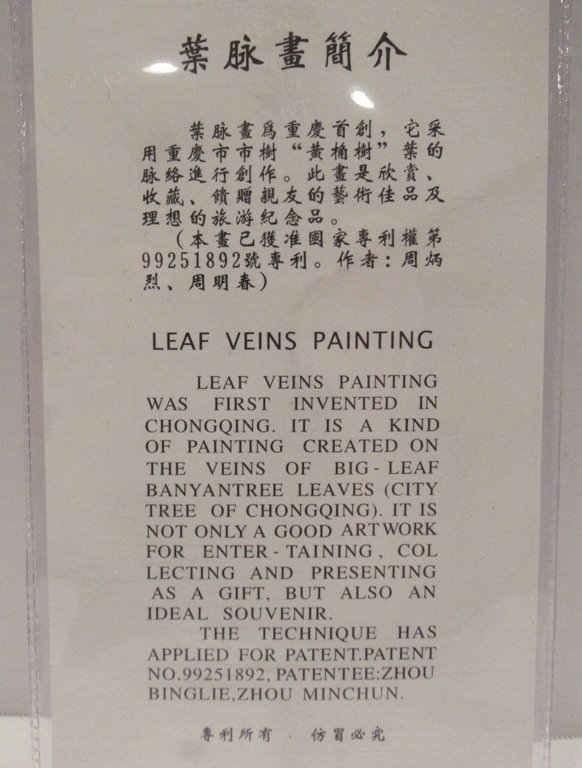 葉脉畫簡介
葉脉畫爲重慶首創，它采
用重慶市市樹“黃桷樹”葉的
脉絡進行創作。此畫是欣賞、
收藏、饋贈親友的藝術佳品及
理想的旅游紀念品。
(本畫已獲准國家專利權第
99251892號專利。作者：周炳
烈、周明春)
LEAF VEINS PAINTING
LEAF VEINS PAINTING
WAS FIRST INVENTED IN
CHONGQING. IT IS A KIND
OF PAINTING CREATED ON
THE VEINS OF BIG-LEAF
BANYANTREE LEAVES (CITY
TREE OF CHONGQING). IT IS
NOT ONLY A GOOD ARTWORK
FOR ENTER-TAINING, COL
LECTING AND PRESENTING
AS A GIFT, BUT ALSO AN
IDEAL SOUVENIR.
THE TECHNIQUE HAS
APPLIED FOR PATENT.PATENT
NO.99251892, PATENTEE:ZHOU
BINGLIE,ZHOU MINCHUN.
專利所有 · 仿冒必究